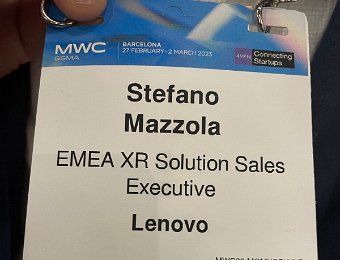 MWC
GSMA
BARCELONA
27 FEBRUARY - 2 MARCH 2023
4YFN
Connecting
Startups
Stefano
Mazzola
EMEA XR Solution Sales
Executive
Lenovo